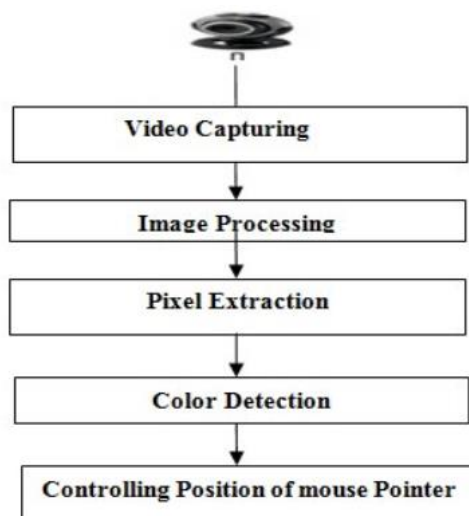 Video Capturing
Image Processing
Pixel Extraction
Color Detection
Controlling Position of mouse Pointer